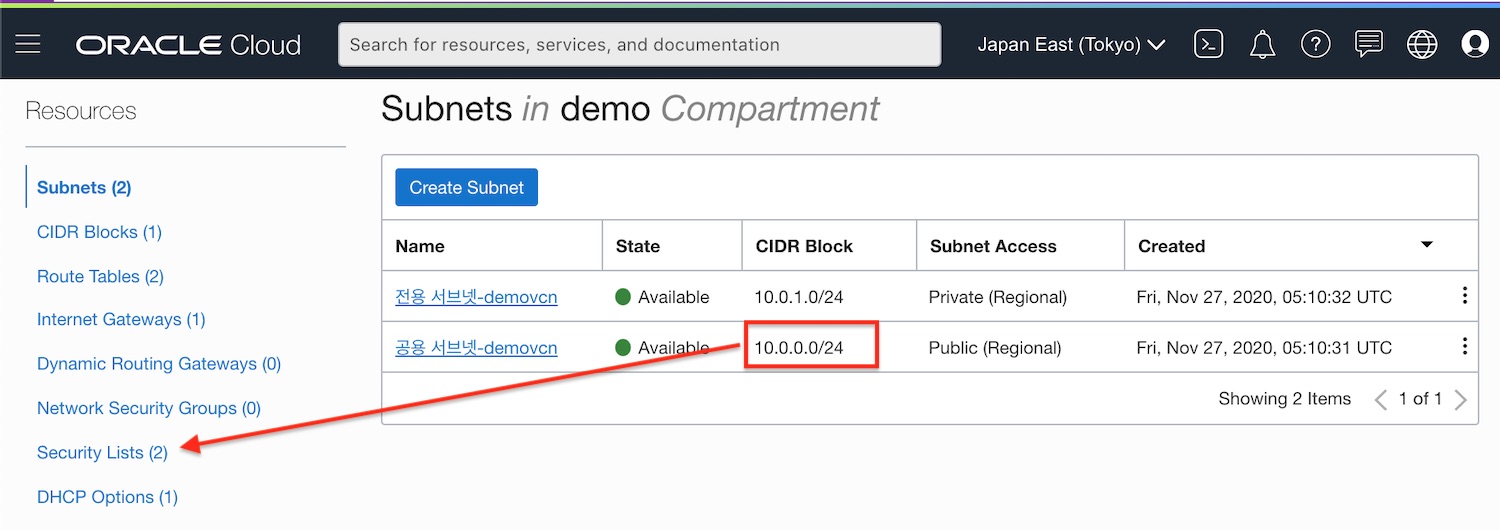 ORACLE Cloud
Search for resources, services, and documentation
Japan East (Tokyo)
Resources
Subnets (2)
CIDR Blocks (1)
Route Tables (2)
Internet Gateways (1)
Dynamic Routing Gateways (0)
Network Security Groups (0)
Security Lists (2)
DHCP Options (1)
Subnets in demo Compartment
Create Subnet
Name State CIDR Block Subnet Access Created
전용 서브넷-demovcn Available 10.0.1.0/24 Private (Regional) Fri, Nov 27, 2020, 05:10:32 UTC
공용 서브넷-demovcn Available 10.0.0.0/24 Public (Regional) Fri, Nov 27, 2020, 05:10:31 UTC
Showing 2 Items 1 of 1